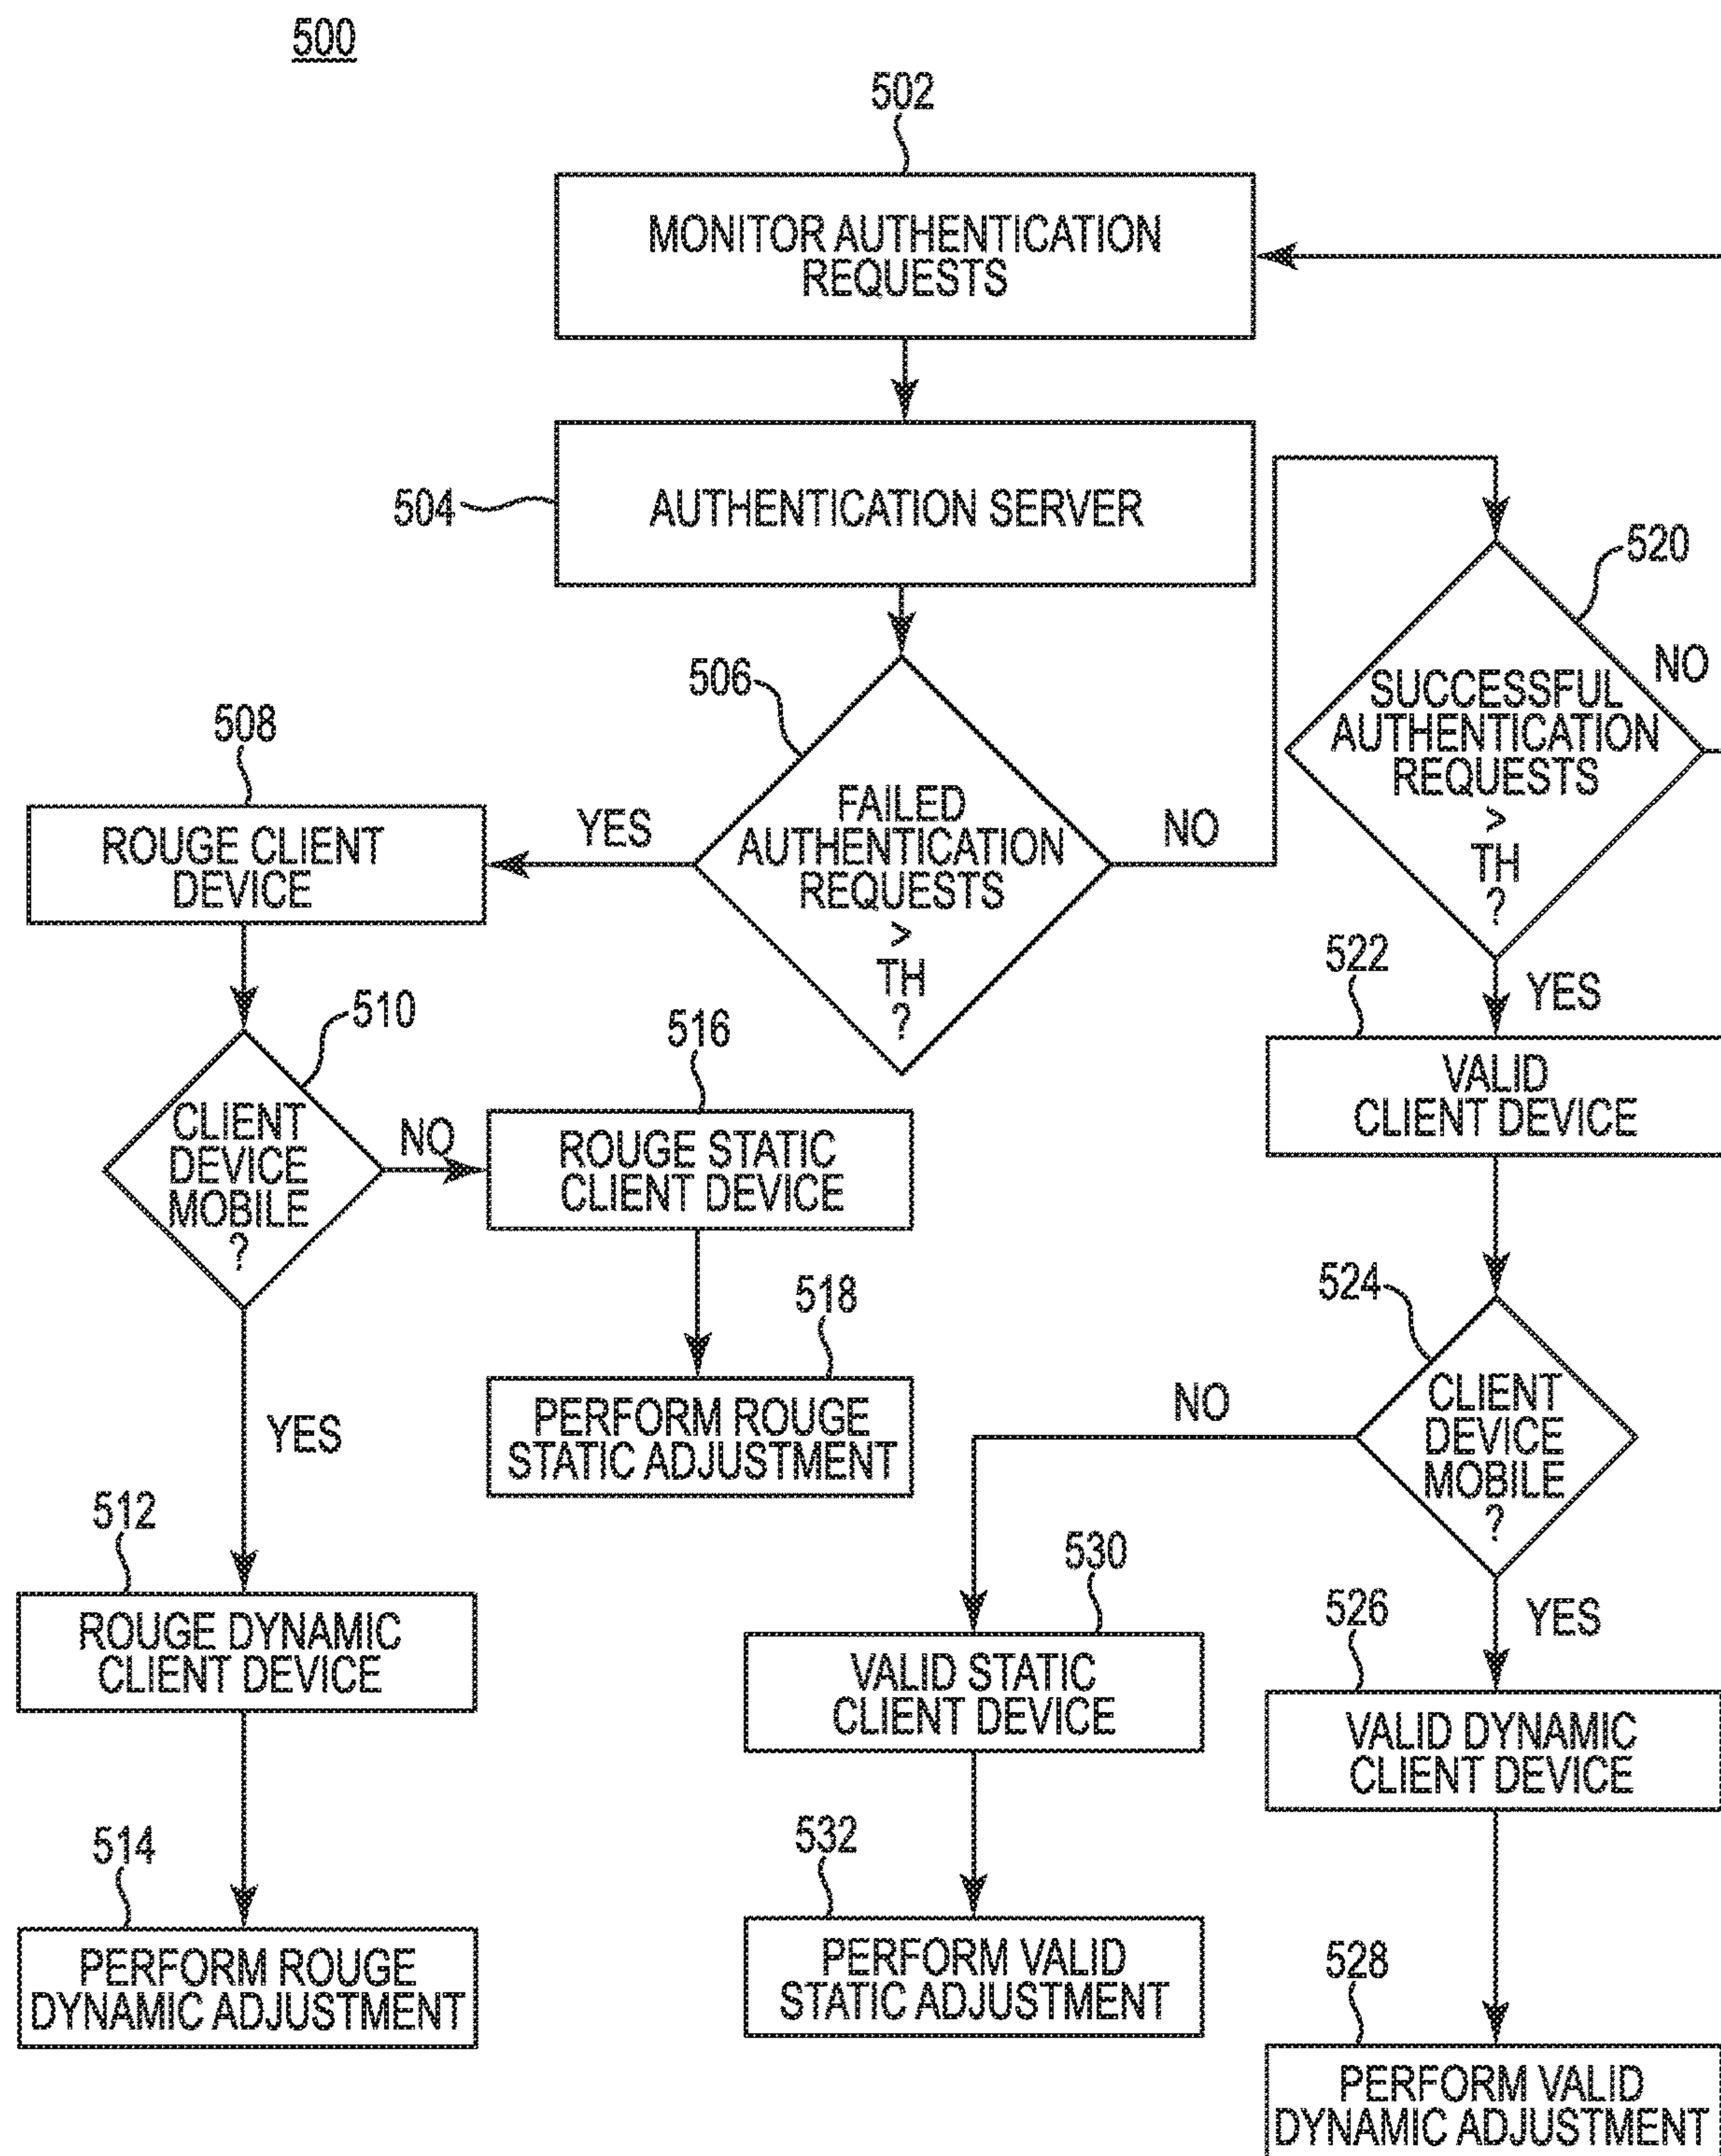 500
502
MONITOR AUTHENTICATION
REQUESTS
504
AUTHENTICATION SERVER
506
FAILED
AUTHENTICATION
REQUESTS
>
TH
?
YES
NO
508
ROUGE CLIENT
DEVICE
510
CLIENT
DEVICE
MOBILE
?
NO
YES
516
ROUGE STATIC
CLIENT DEVICE
518
PERFORM ROUGE
STATIC ADJUSTMENT
512
ROUGE DYNAMIC
CLIENT DEVICE
514
PERFORM ROUGE
DYNAMIC ADJUSTMENT
520
SUCCESSFUL
AUTHENTICATION
REQUESTS
>
TH
?
NO
YES
522
VALID
CLIENT DEVICE
524
CLIENT
DEVICE
MOBILE
?
NO
YES
530
VALID STATIC
CLIENT DEVICE
532
PERFORM VALID
STATIC ADJUSTMENT
526
VALID DYNAMIC
CLIENT DEVICE
528
PERFORM VALID
DYNAMIC ADJUSTMENT